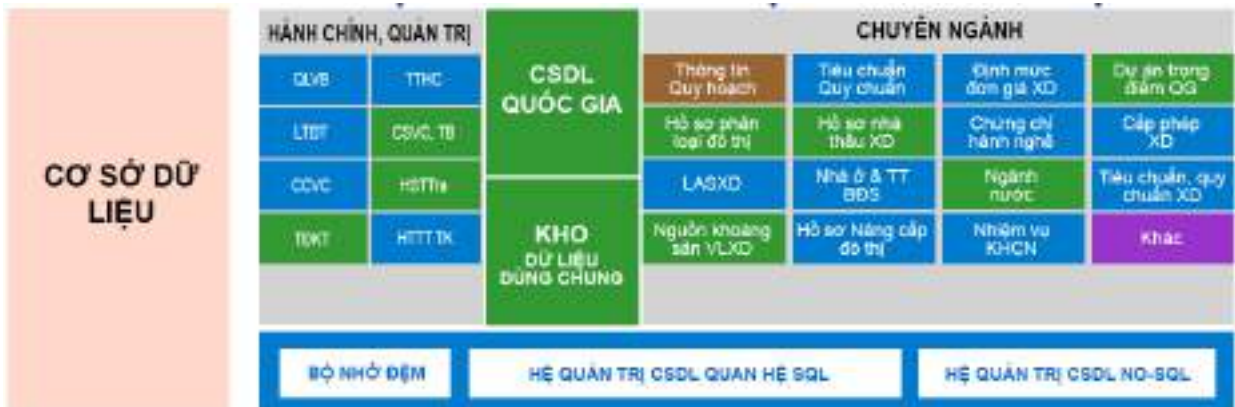 HÀNH CHÍNH, QUẢN TRỊ
CSDL
QUỐC GIA
CHUYÊN NGÀNH
QLVB
TTHC
Thông tin
Quy hoạch
Tiêu chuẩn
Quy chuẩn
Định mức
đơn giá XD
Dự án trọng
điểm QG
CSVC, TB
Hồ sơ phân
loại đô thị
Hồ sơ nhà
thầu XD
Chứng chỉ
hành nghề
Cấp phép
XD
CƠ SỞ DỮ
LIỆU
CCVC
LASXD
Nhà ở & TT
BĐS
Ngành
nước
Tiêu chuẩn, quy
chuẩn XD
TĐKT
HTTT TK
KHO
DỮ LIỆU
DÙNG CHUNG
Nguồn khoáng
sản VLXD
Hồ sơ Nâng cấp
đô thị
Nhiệm vụ
KHCN
Khác
BỘ NHỚ ĐỆM
HỆ QUẢN TRỊ CSDL QUAN HỆ SQL
HỆ QUẢN TRỊ CSDL NO-SQL